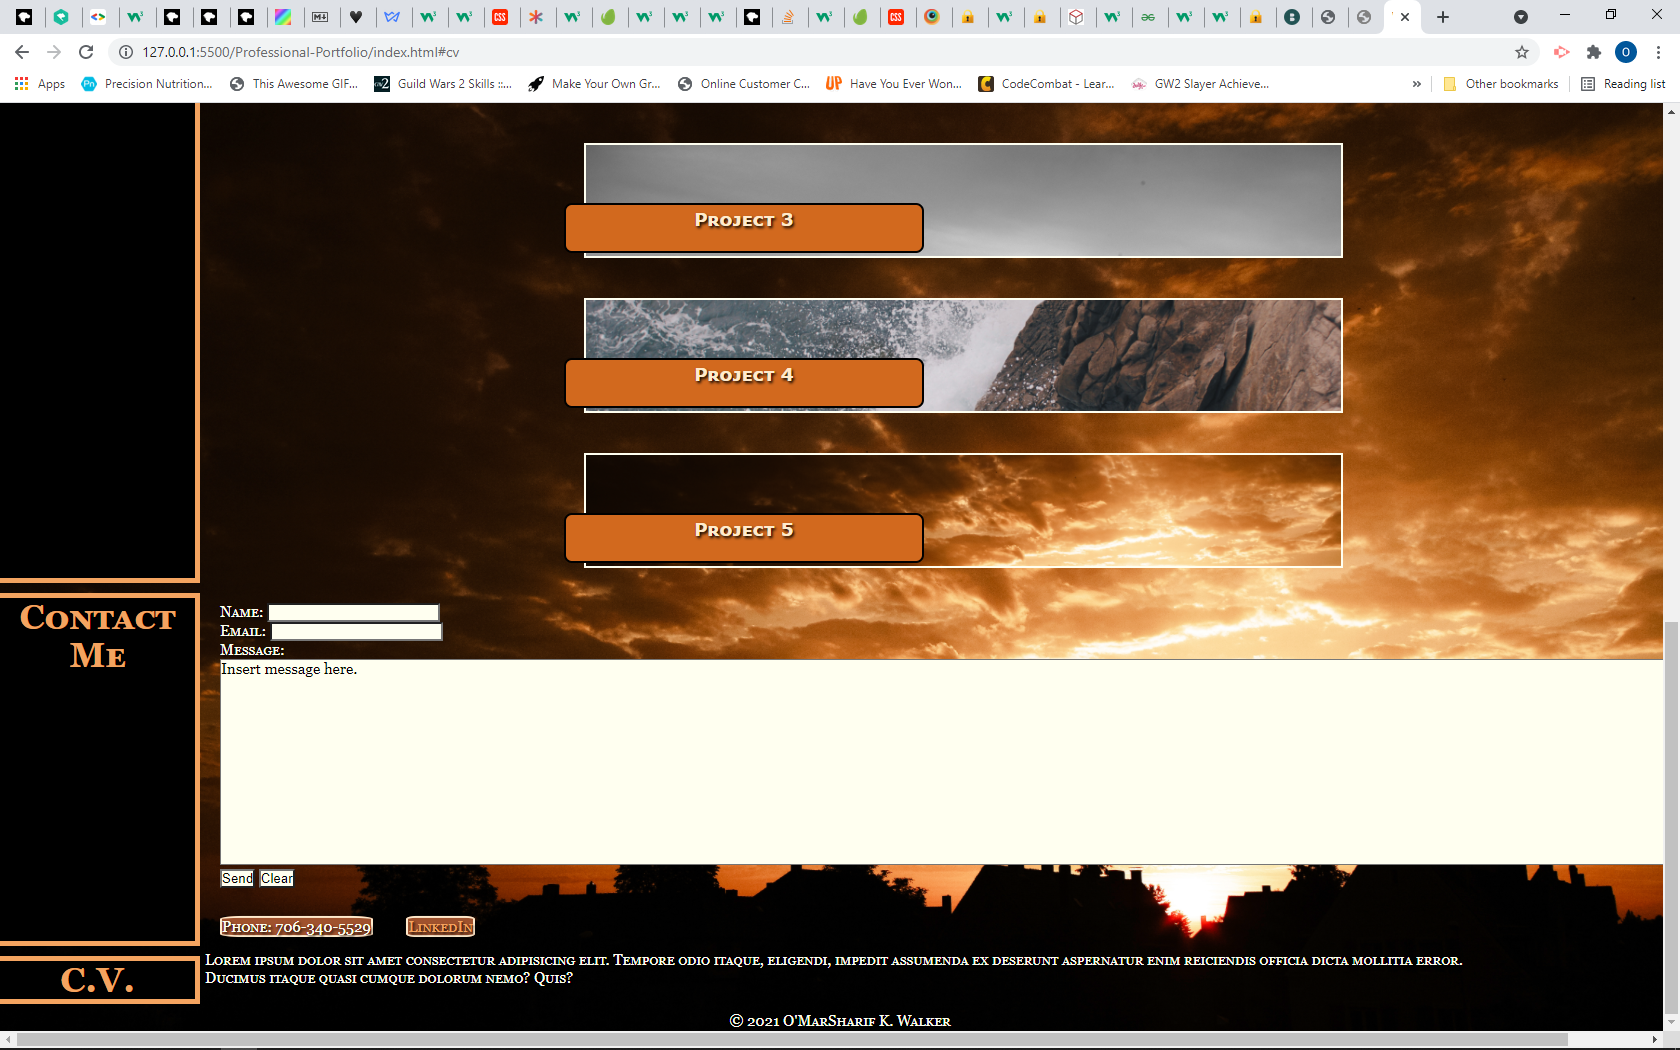 127.0.0.1:5500/Professional-Portfolio/index.html#cv
Apps Precision Nutrition... This Awesome GIF... Guild Wars 2 Skills ::... Make Your Own Gr... Online Customer C... Have You Ever Won... CodeCombat - Lear... GW2 Slayer Achieve... » Other bookmarks Reading list
Project 3
Project 4
Project 5
Contact
Me
Name:
Email:
Message:
Insert message here.
Send Clear
Phone: 706-340-5529 LinkedIn
C.V.
Lorem ipsum dolor sit amet consectetur adipisicing elit. Tempore odio itaque, eligendi, impedit assumenda ex deserunt aspernatur enim reiciendis officia dicta mollitia error.
Ducimus itaque quasi cumque dolorum nemo? Quis?
© 2021 O'MarSharif K. Walker